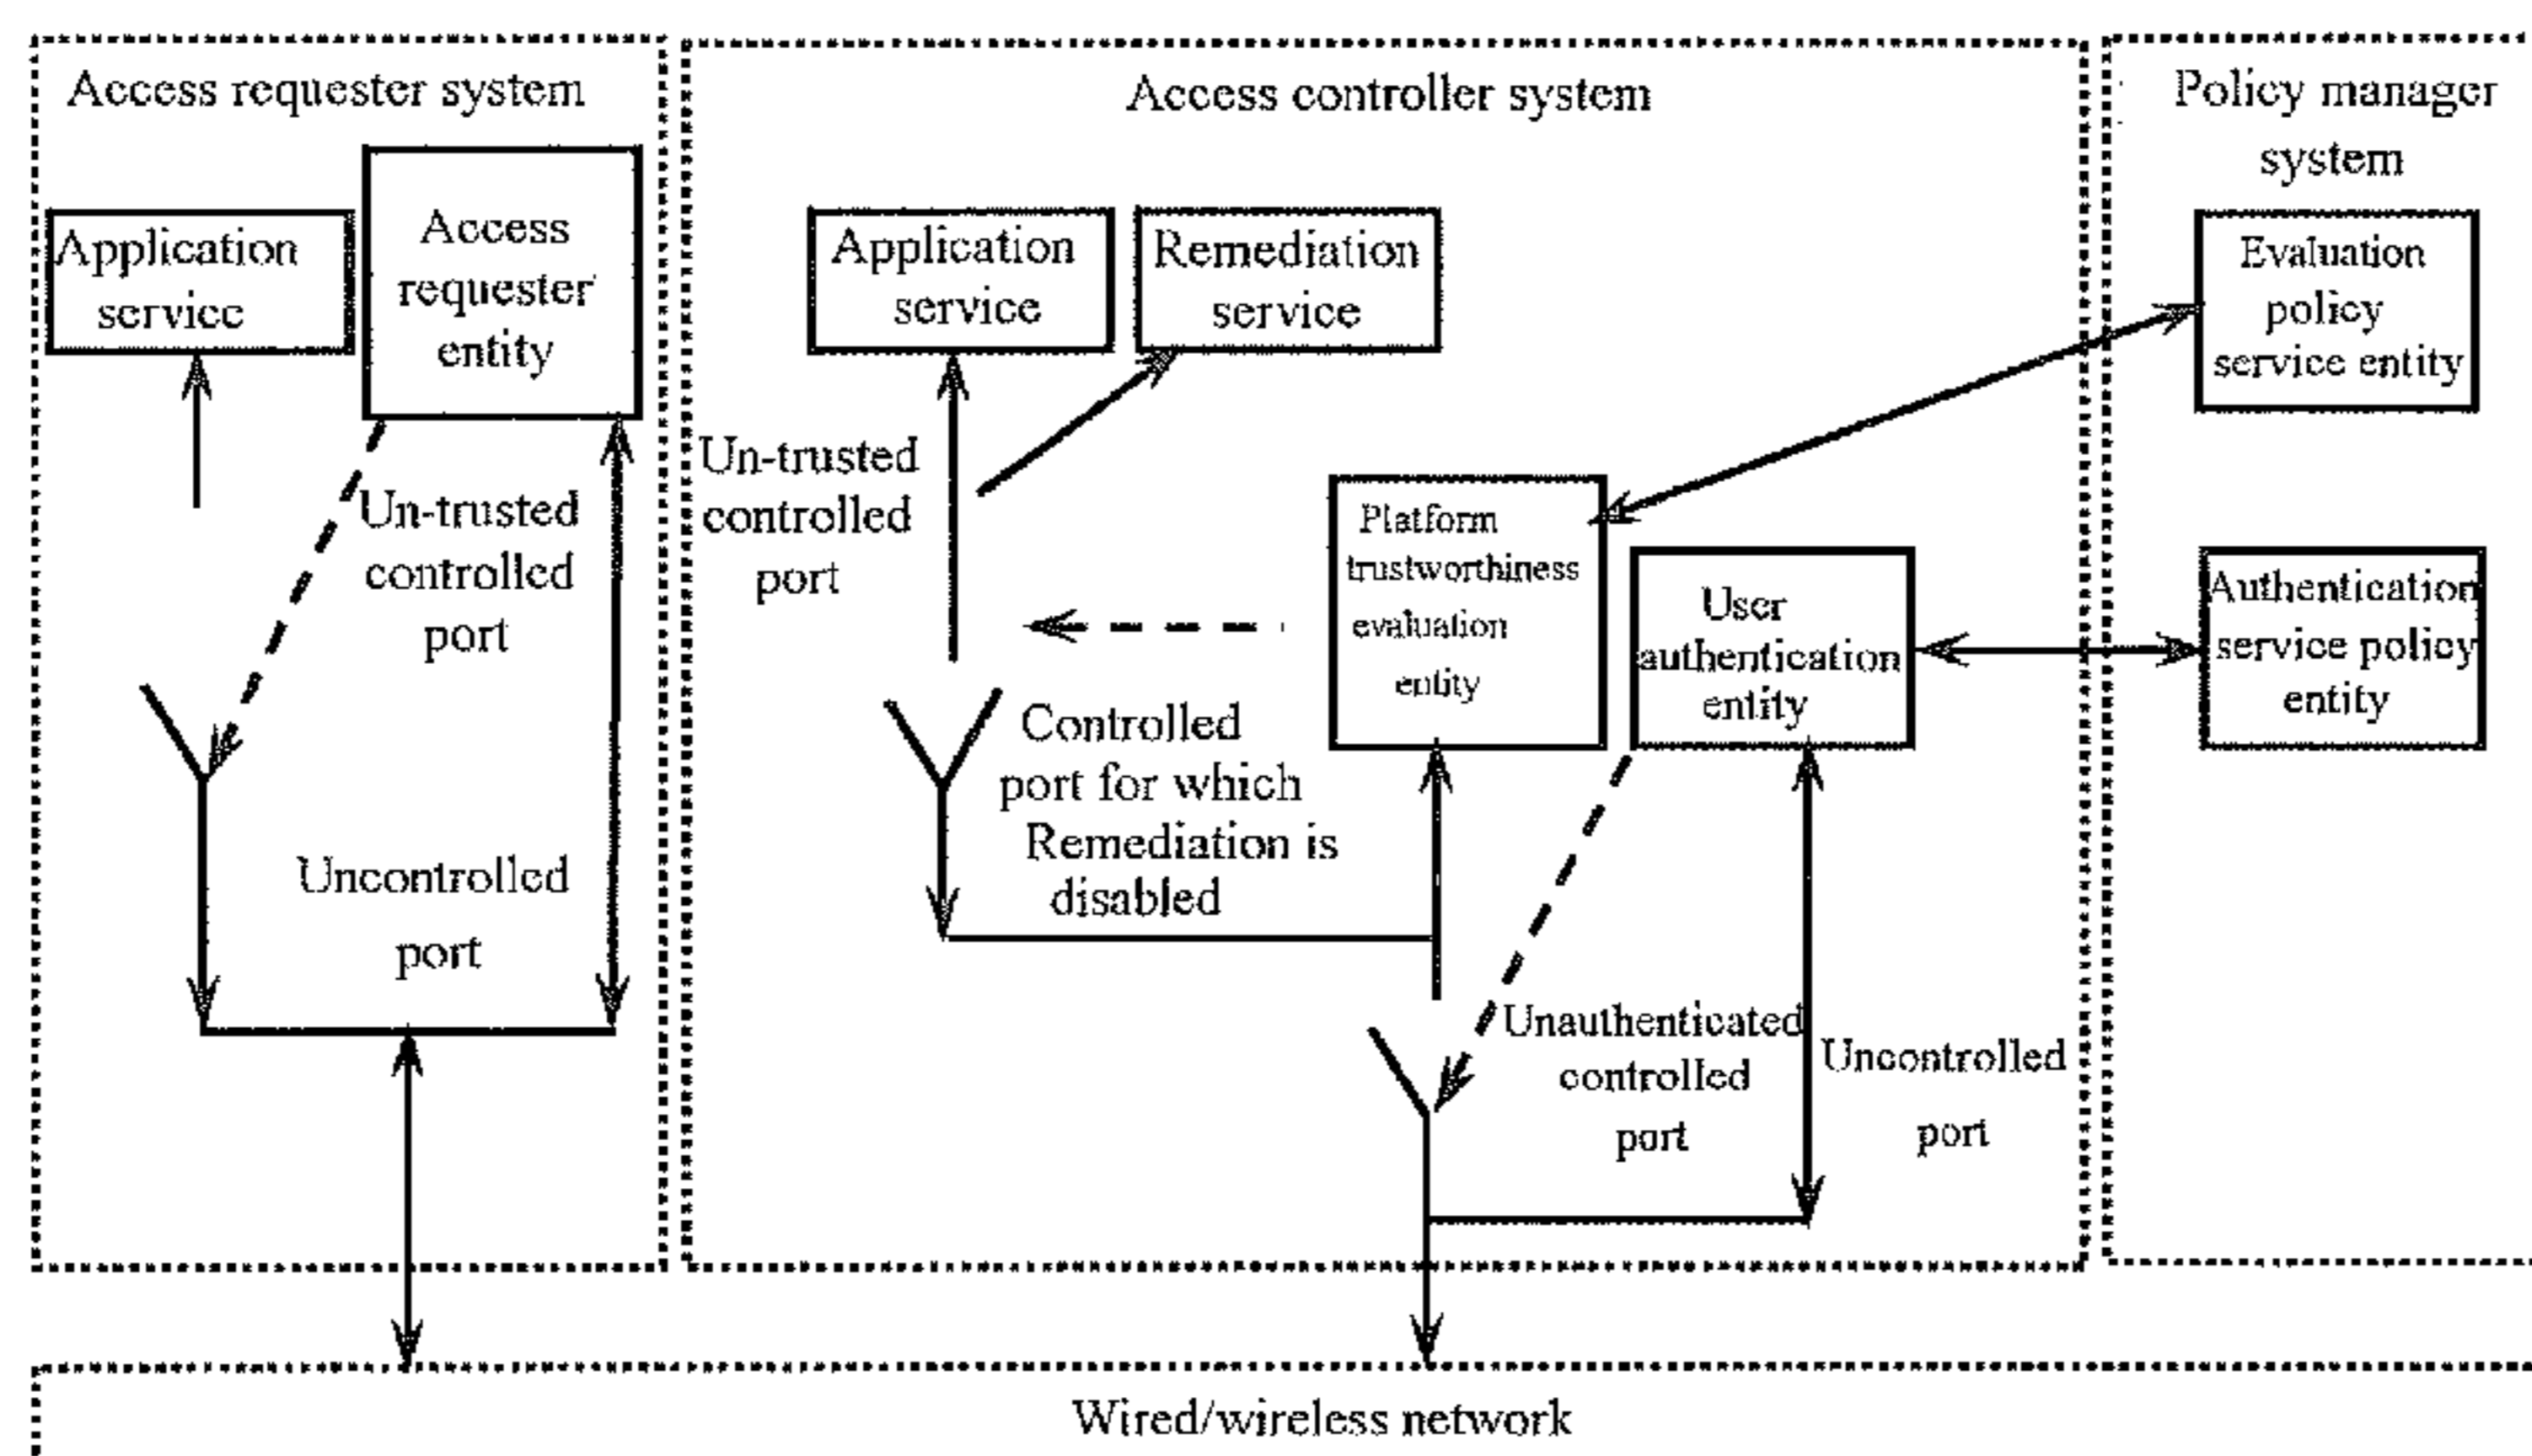 Access requester system
Application
service
Access
requester
entity
Un-trusted
controlled
port
Uncontrolled
port
Access controller system
Application
service
Remediation
service
Un-trusted
controlled
port
Controlled
port for which
Remediation is
disabled
Platform
trustworthiness
evaluation
entity
User
authentication
entity
Unauthenticated
controlled
port
Uncontrolled
port
Policy manager
system
Evaluation
policy
service entity
Authentication
service policy
entity
Wired/wireless network